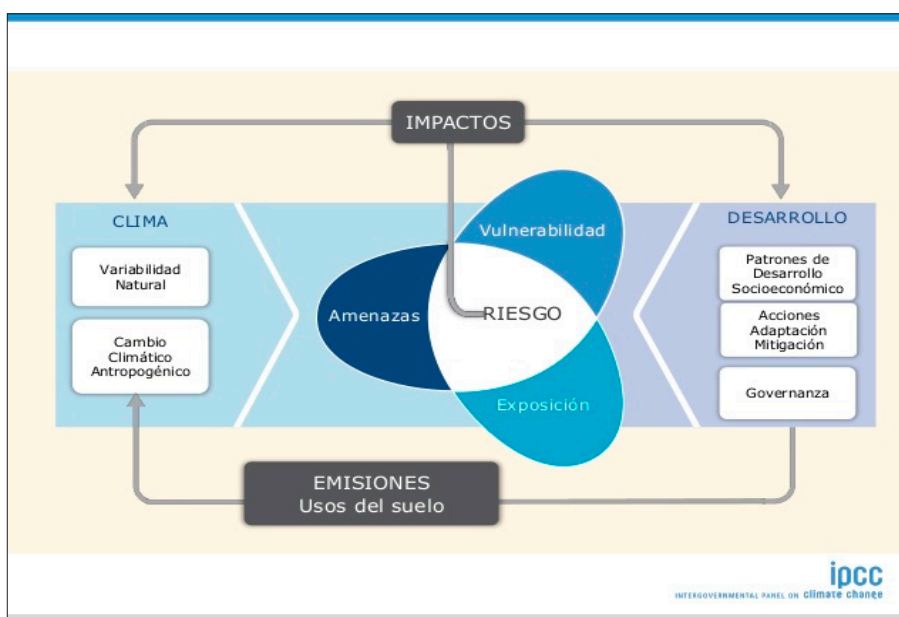 IMPACTOS
CLIMA
Variabilidad
Natural
Cambio
Climático
Antropogénico
Vulnerabilidad
Amenazas
RIESGO
Exposición
DESARROLLO
Patrones de
Desarrollo
Socioeconómico
Acciones
Adaptación
Mitigación
Governanza
EMISIONES
Usos del suelo
ipcc
INTERGOVERNMENTAL PANEL ON climate change